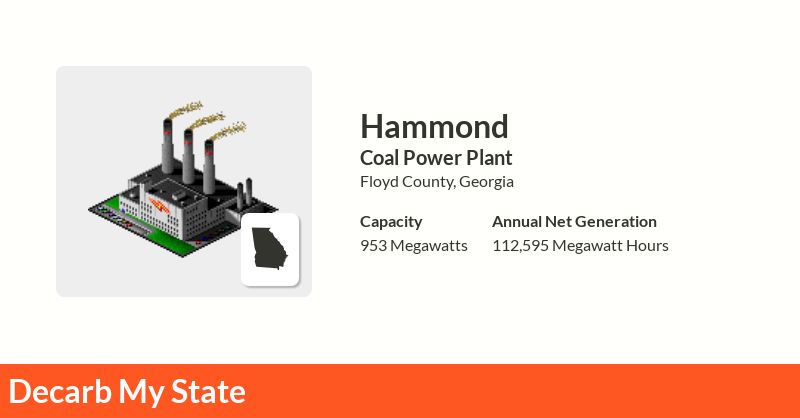 Hammond
Coal Power Plant
Floyd County, Georgia
Capacity
953 Megawatts
Annual Net Generation
112,595 Megawatt Hours
Decarb My State